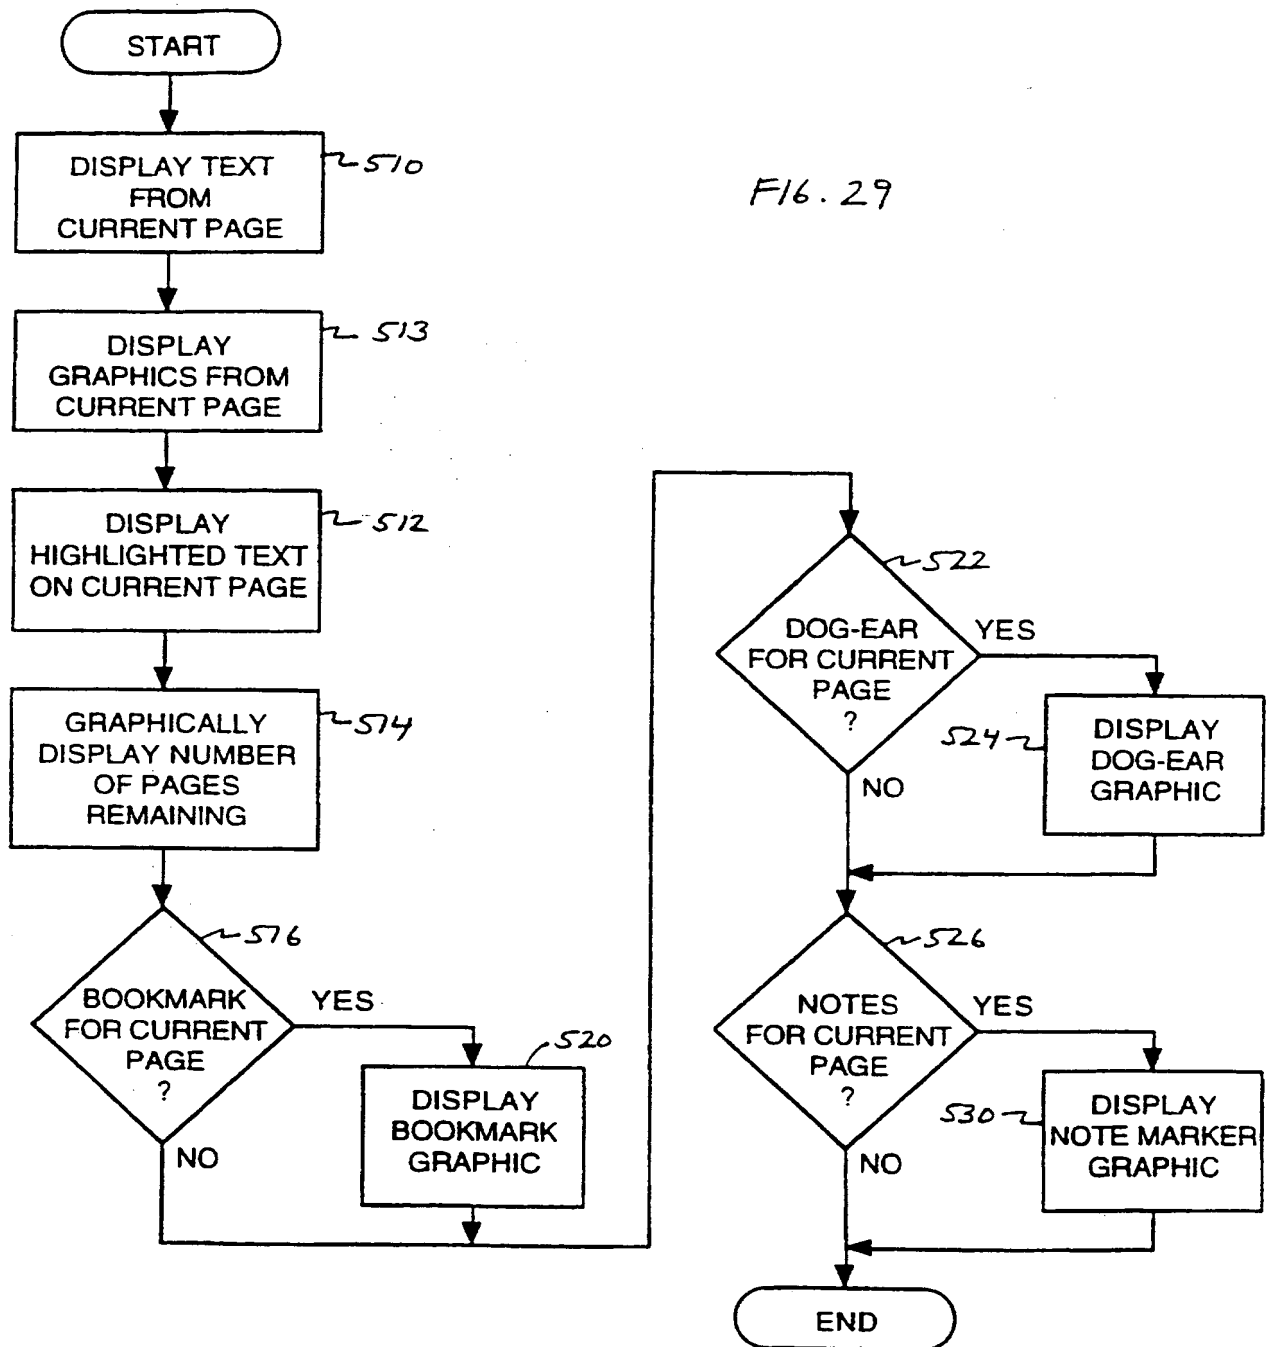 START
DISPLAY TEXT
FROM
CURRENT PAGE
510
FIG. 29
DISPLAY
GRAPHICS FROM
CURRENT PAGE
513
DISPLAY
HIGHLIGHTED TEXT
ON CURRENT PAGE
512
GRAPHICALLY
DISPLAY NUMBER
OF PAGES
REMAINING
514
BOOKMARK
FOR CURRENT
PAGE
?
516
YES
NO
DISPLAY
BOOKMARK
GRAPHIC
520
DOG-EAR
FOR CURRENT
PAGE
?
522
YES
NO
DISPLAY
DOG-EAR
GRAPHIC
524
NOTES
FOR CURRENT
PAGE
?
526
YES
NO
DISPLAY
NOTE MARKER
GRAPHIC
530
END